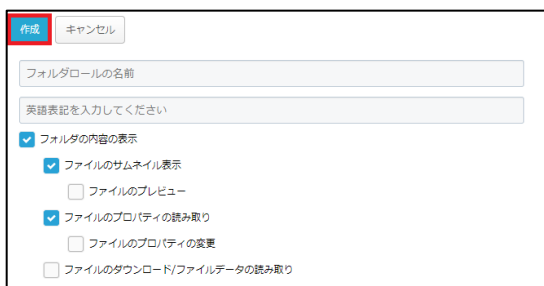 作成 キャンセル
フォルダロールの名前
英語表記を入力してください
フォルダの内容の表示
ファイルのサムネイル表示
ファイルのプレビュー
ファイルのプロパティの読み取り
ファイルのプロパティの変更
ファイルのダウンロード/ファイルデータの読み取り